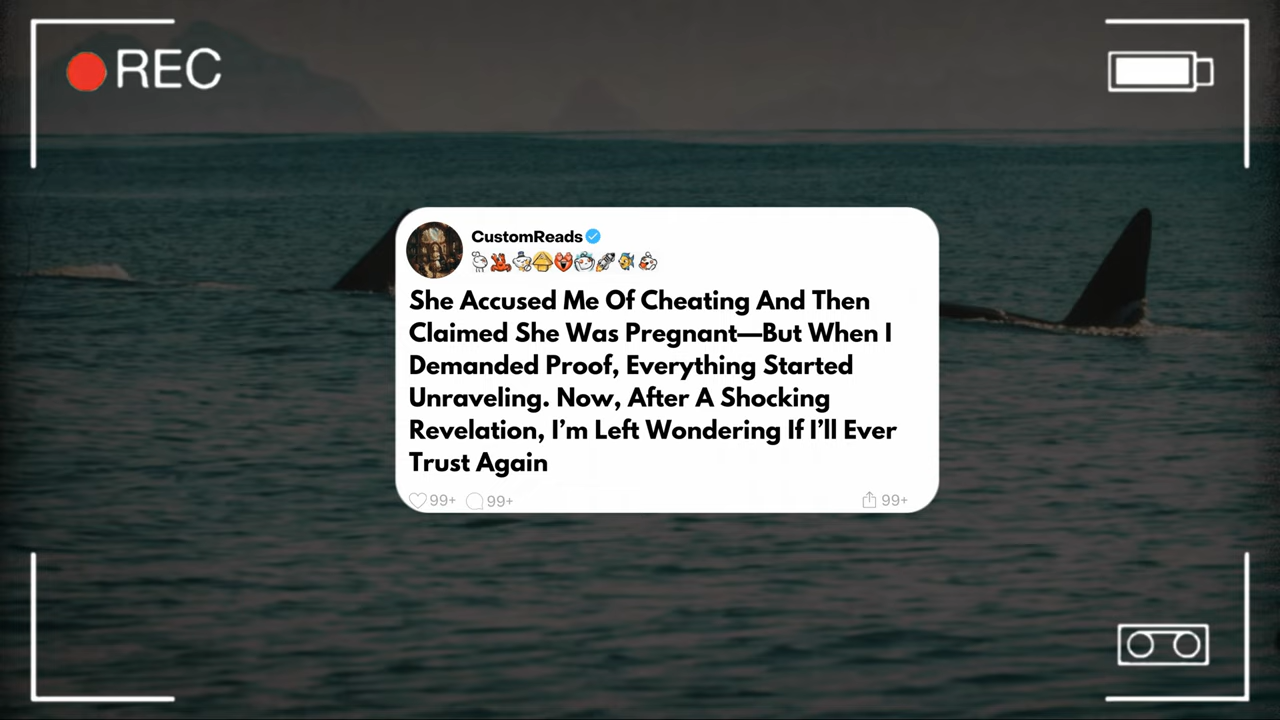 REC
CustomReads
She Accused Me Of Cheating And Then
Claimed She Was Pregnant—But When I
Demanded Proof, Everything Started
Unraveling. Now, After A Shocking
Revelation, I’m Left Wondering If I’ll Ever
Trust Again
99+ 99+ 99+